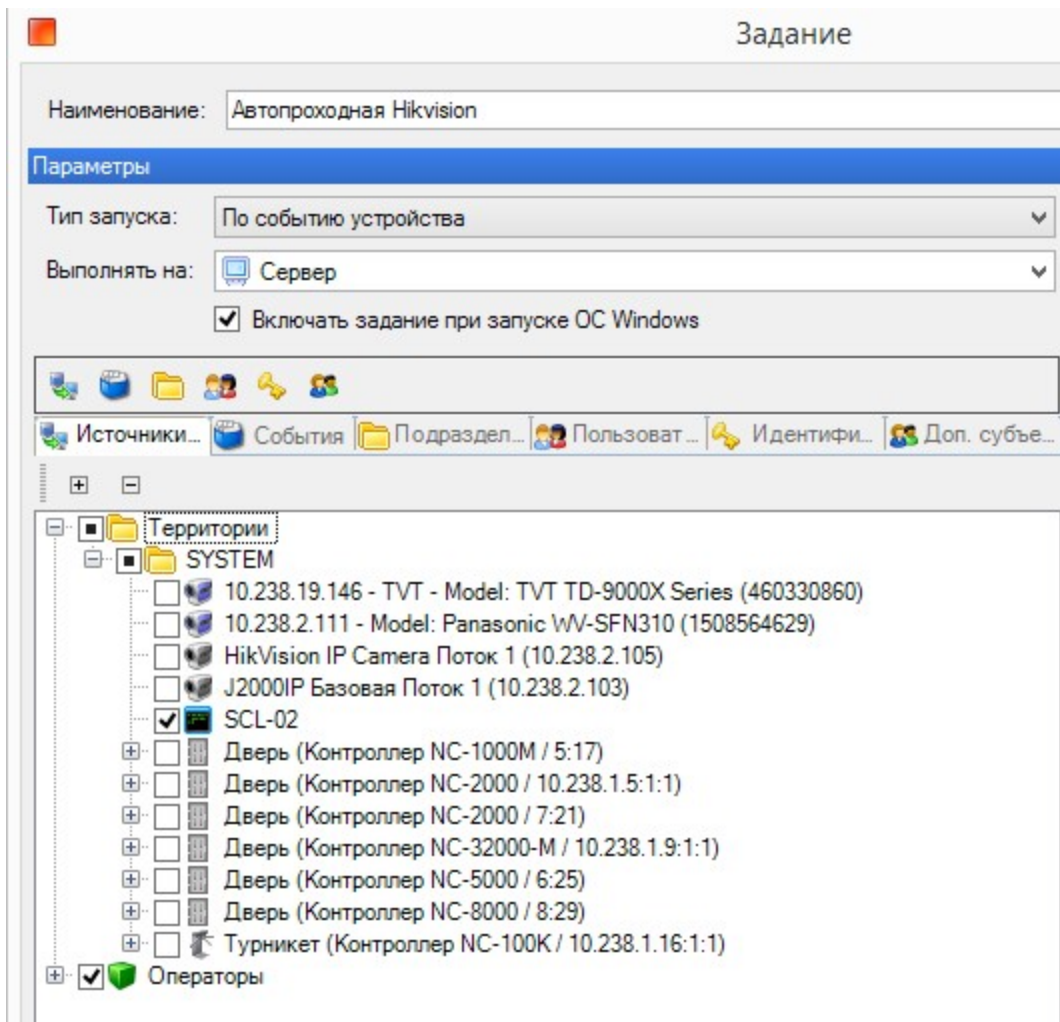 Задание
Наименование: Автопроходная Hikvision
Параметры
Тип запуска: По событию устройства
Выполнять на: Сервер
Включать задание при запуске ОС Windows
Источники... События Подраздел... Пользоват... Идентифи... Доп. субъе...
Территории
SYSTEM
10.238.19.146 - TVT - Model: TVT TD-9000X Series (460330860)
10.238.2.111 - Model: Panasonic WV-SFN310 (1508564629)
HikVision IP Camera Поток 1 (10.238.2.105)
J2000IP Базовая Поток 1 (10.238.2.103)
SCL-02
Дверь (Контроллер NC-1000M / 5:17)
Дверь (Контроллер NC-2000 / 10.238.1.5:1:1)
Дверь (Контроллер NC-2000 / 7:21)
Дверь (Контроллер NC-32000-M / 10.238.1.9:1:1)
Дверь (Контроллер NC-5000 / 6:25)
Дверь (Контроллер NC-8000 / 8:29)
Турникет (Контроллер NC-100K / 10.238.1.16:1:1)
Операторы